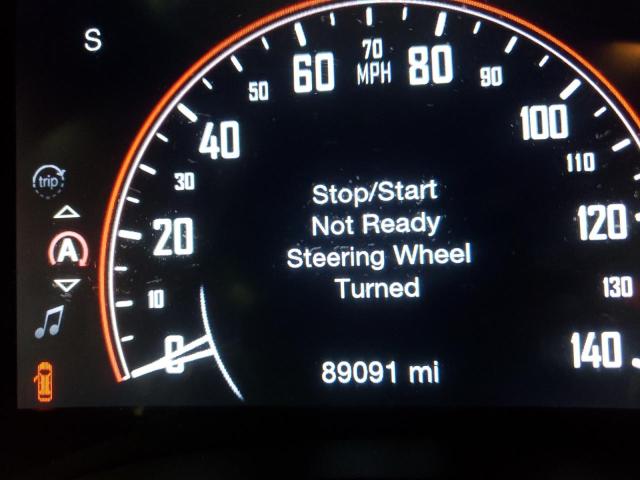 S
70
60 MPH 80
50 90
40 100
trip 30 110
Stop/Start
Not Ready
20 Steering Wheel 120
A
Turned
10 130
0 140
89091 mi